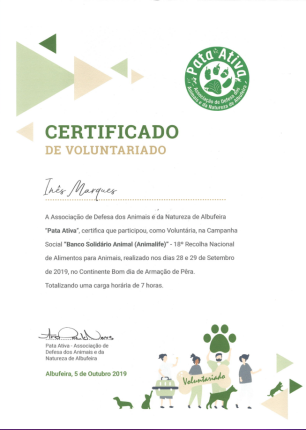 Pata Ativa
Associação de Defesa dos
Animais e da Natureza de Albufeira
CERTIFICADO
DE VOLUNTARIADO
Inês Marques
A Associação de Defesa dos Animais e da Natureza de Albufeira
"Pata Ativa", certifica que participou, como Voluntária, na Campanha
Social "Banco Solidário Animal (Animalife)" - 18ª Recolha Nacional
de Alimentos para Animais, realizado nos dias 28 e 29 de Setembro
de 2019, no Continente Bom dia de Armação de Pêra.
Totalizando uma carga horária de 7 horas.
Pata Ativa - Associação de
Defesa dos Animais e da
Natureza de Albufeira
Albufeira, 5 de Outubro 2019
Voluntariado